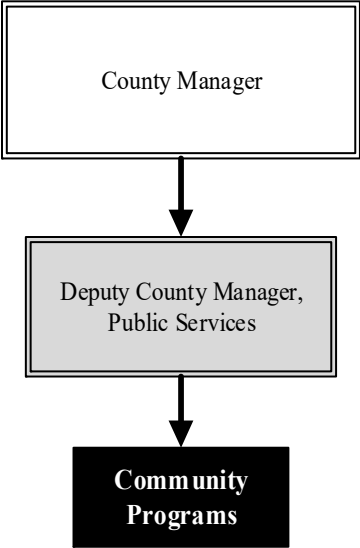 County Manager
Deputy County Manager,
Public Services
Community
Programs